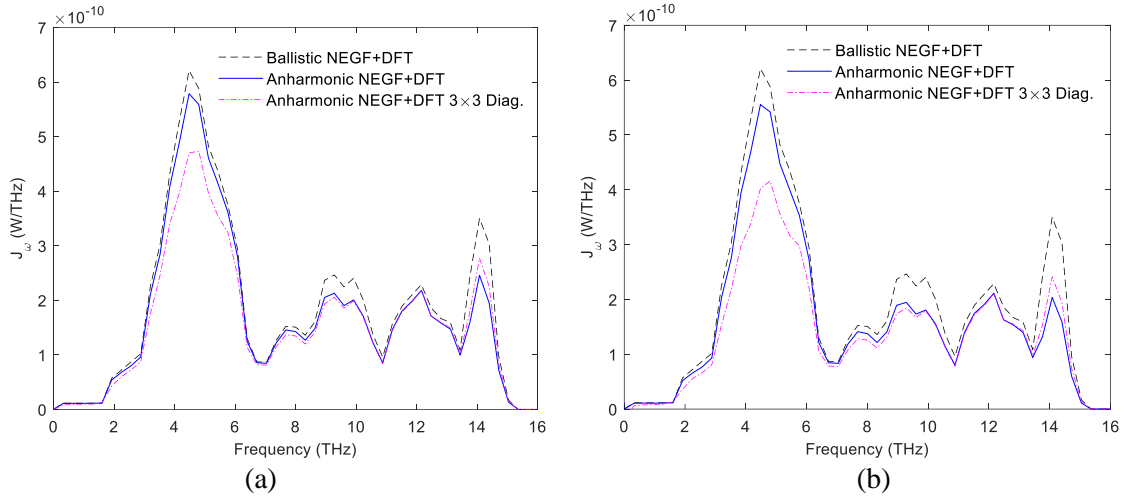 ×10⁻¹⁰
7
6
5
4
3
2
1
0
J_ω (W/THz)
Ballistic NEGF+DFT
Anharmonic NEGF+DFT
Anharmonic NEGF+DFT 3×3 Diag.
0 2 4 6 8 10 12 14 16
Frequency (THz)
(a)
×10⁻¹⁰
7
6
5
4
3
2
1
0
J_ω (W/THz)
Ballistic NEGF+DFT
Anharmonic NEGF+DFT
Anharmonic NEGF+DFT 3×3 Diag.
0 2 4 6 8 10 12 14 16
Frequency (THz)
(b)